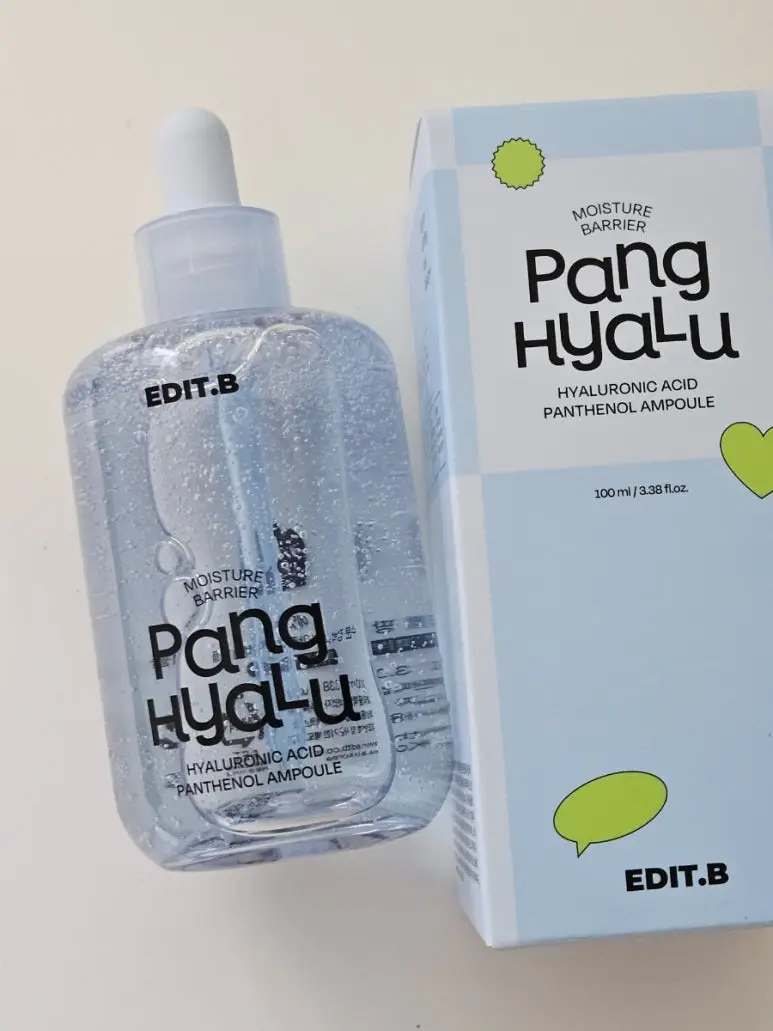 EDIT.B
MOISTURE
BARRIER
Pang
Hyalu
HYALURONIC ACID
PANTHENOL AMPOULE
MOISTURE
BARRIER
Pang
Hyalu
HYALURONIC ACID
PANTHENOL AMPOULE
100 ml / 3.38 fl.oz.
EDIT.B